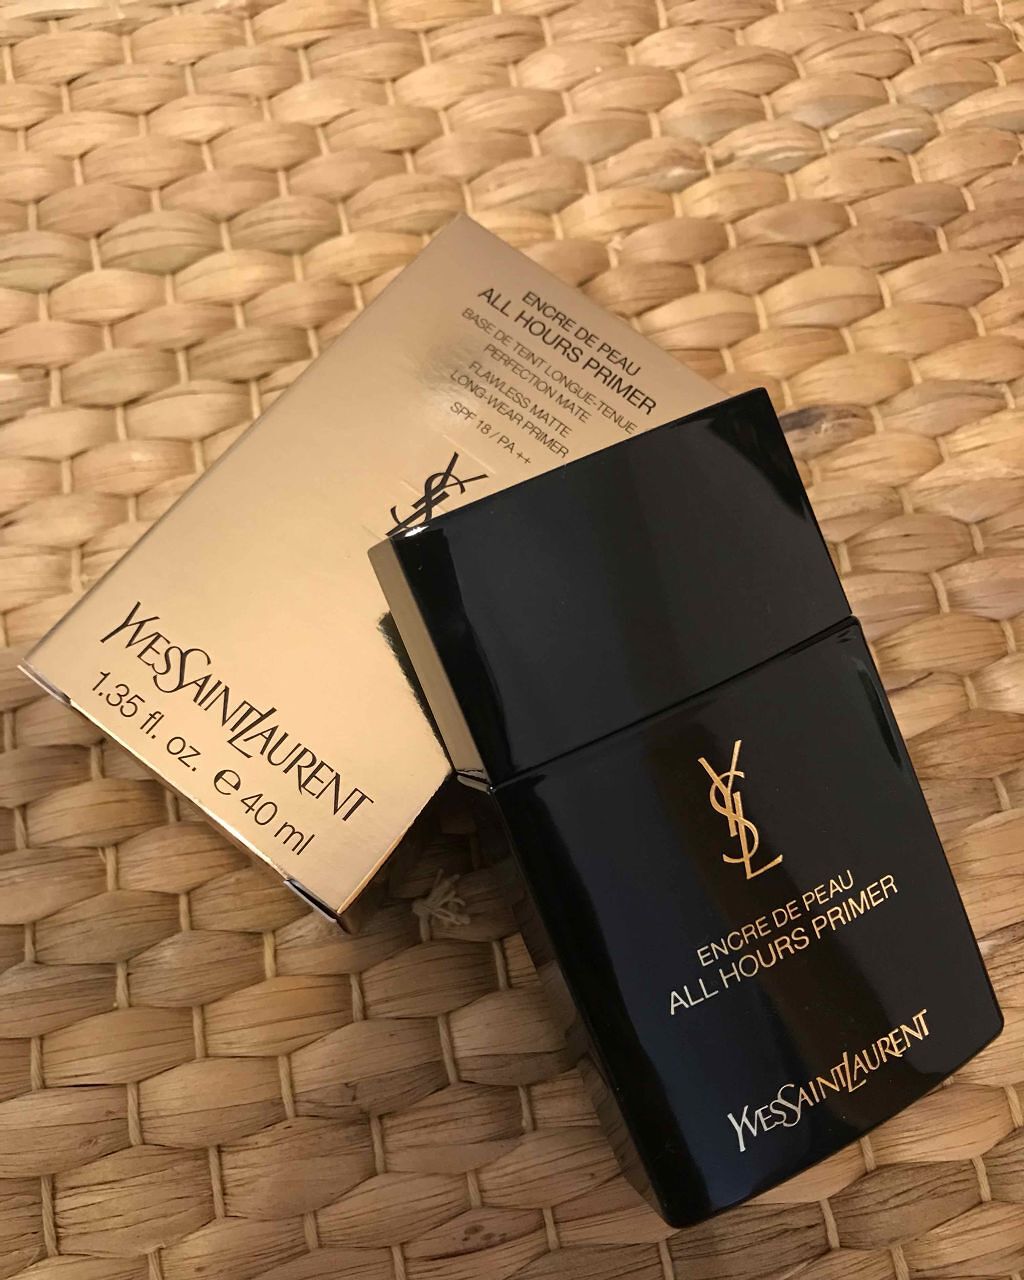 ENCRE DE PEAU
ALL HOURS PRIMER
BASE DE TEINT LONGUE-TENUE
PERFECTION MATE
FLAWLESS MATTE
LONG-WEAR PRIMER
SPF 18 / PA ++
YSL
YVESSAINTLAURENT
1.35 fl. oz. e 40 ml
YSL
ENCRE DE PEAU
ALL HOURS PRIMER
YVESSAINTLAURENT